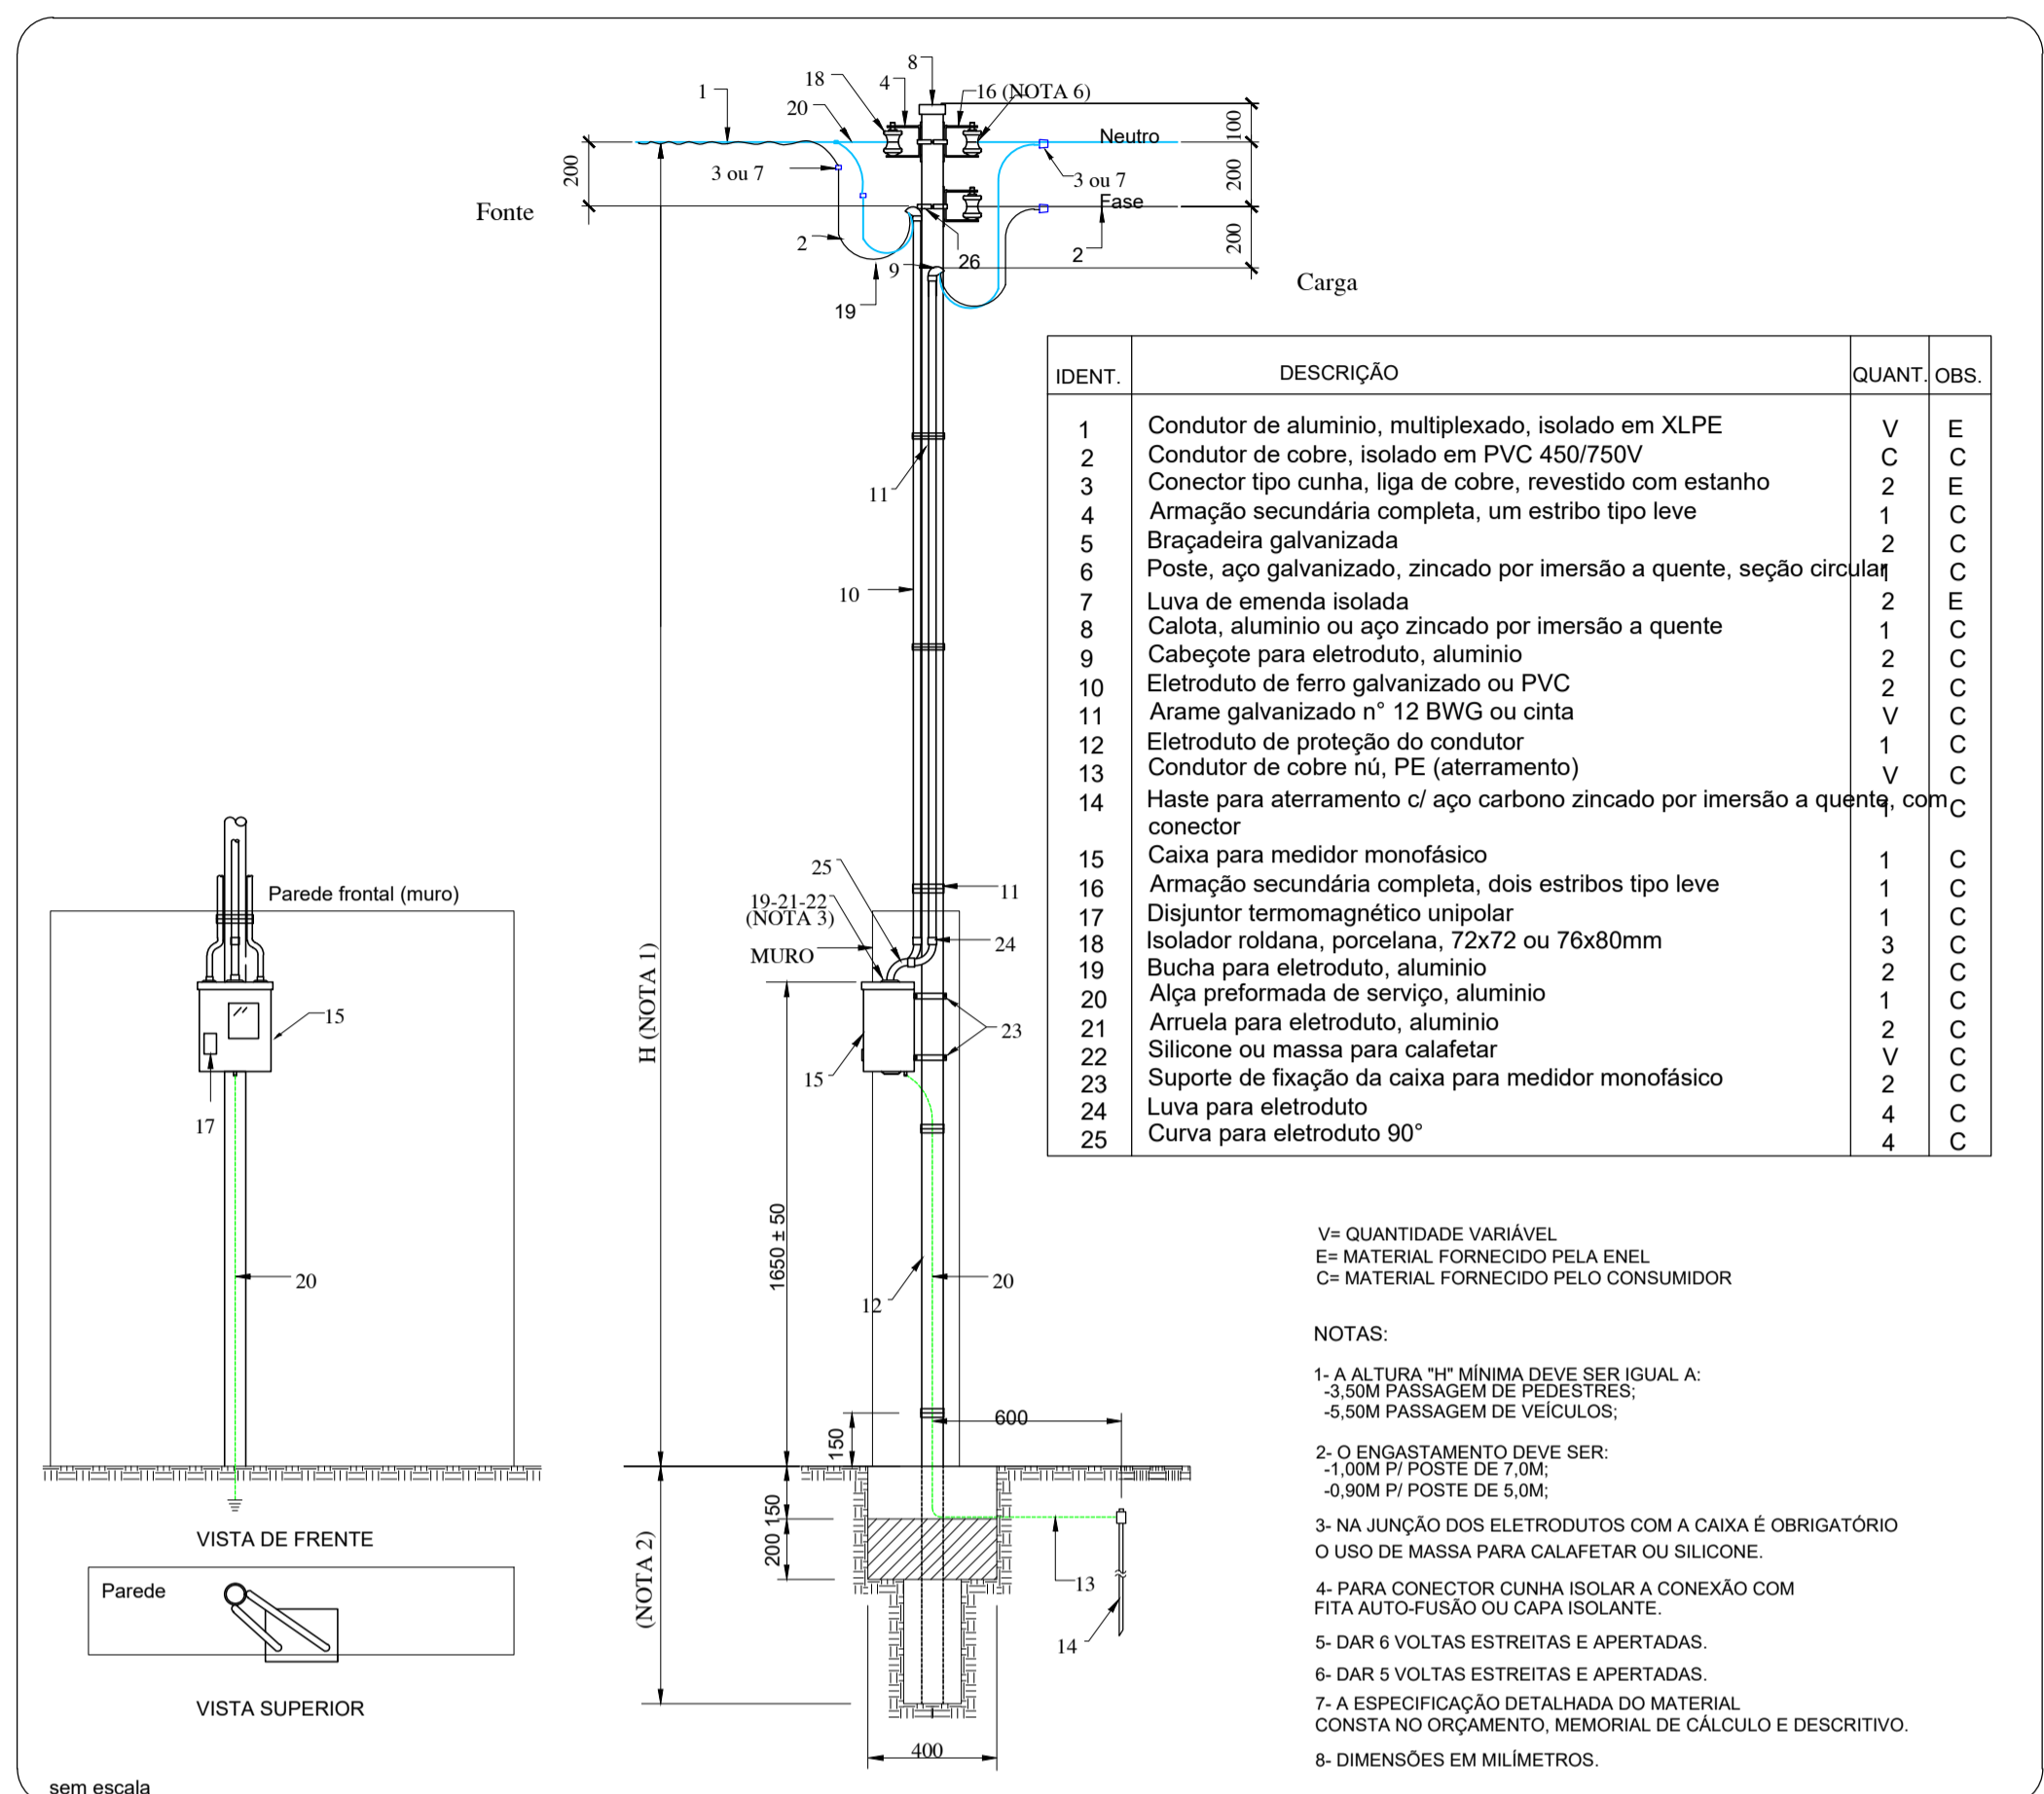 8
18
4
16 (NOTA 6)
1
20
100
Neutro
200
3 ou 7
3 ou 7
200
Fonte
Fase
2
9
26
2
200
19
Carga
IDENT. DESCRIÇÃO QUANT. OBS.
1 Condutor de aluminio, multiplexado, isolado em XLPE V E
2 Condutor de cobre, isolado em PVC 450/750V C C
3 Conector tipo cunha, liga de cobre, revestido com estanho 2 E
4 Armação secundária completa, um estribo tipo leve 1 C
5 Braçadeira galvanizada 2 C
6 Poste, aço galvanizado, zincado por imersão a quente, seção circular 1 C
7 Luva de emenda isolada 2 E
8 Calota, aluminio ou aço zincado por imersão a quente 1 C
9 Cabeçote para eletroduto, aluminio 2 C
10 Eletroduto de ferro galvanizado ou PVC 2 C
11 Arame galvanizado n° 12 BWG ou cinta V C
12 Eletroduto de proteção do condutor 1 C
13 Condutor de cobre nú, PE (aterramento) V C
14 Haste para aterramento c/ aço carbono zincado por imersão a quente, com 1 C
conector
15 Caixa para medidor monofásico 1 C
16 Armação secundária completa, dois estribos tipo leve 1 C
17 Disjuntor termomagnético unipolar 1 C
18 Isolador roldana, porcelana, 72x72 ou 76x80mm 3 C
19 Bucha para eletroduto, aluminio 2 C
20 Alça preformada de serviço, aluminio 1 C
21 Arruela para eletroduto, aluminio 2 C
22 Silicone ou massa para calafetar V C
23 Suporte de fixação da caixa para medidor monofásico 2 C
24 Luva para eletroduto 4 C
25 Curva para eletroduto 90° 4 C
11
10
25
11
19-21-22
(NOTA 3)
MURO
24
H (NOTA 1)
23
15
1650 ± 50
20
12
600
150
150
200
(NOTA 2)
13
14
400
Parede frontal (muro)
15
17
20
VISTA DE FRENTE
Parede
VISTA SUPERIOR
sem escala
V= QUANTIDADE VARIÁVEL
E= MATERIAL FORNECIDO PELA ENEL
C= MATERIAL FORNECIDO PELO CONSUMIDOR
NOTAS:
1- A ALTURA "H" MÍNIMA DEVE SER IGUAL A:
-3,50M PASSAGEM DE PEDESTRES;
-5,50M PASSAGEM DE VEÍCULOS;
2- O ENGASTAMENTO DEVE SER:
-1,00M P/ POSTE DE 7,0M;
-0,90M P/ POSTE DE 5,0M;
3- NA JUNÇÃO DOS ELETRODUTOS COM A CAIXA É OBRIGATÓRIO
O USO DE MASSA PARA CALAFETAR OU SILICONE.
4- PARA CONECTOR CUNHA ISOLAR A CONEXÃO COM
FITA AUTO-FUSÃO OU CAPA ISOLANTE.
5- DAR 6 VOLTAS ESTREITAS E APERTADAS.
6- DAR 5 VOLTAS ESTREITAS E APERTADAS.
7- A ESPECIFICAÇÃO DETALHADA DO MATERIAL
CONSTA NO ORÇAMENTO, MEMORIAL DE CÁLCULO E DESCRITIVO.
8- DIMENSÕES EM MILÍMETROS.